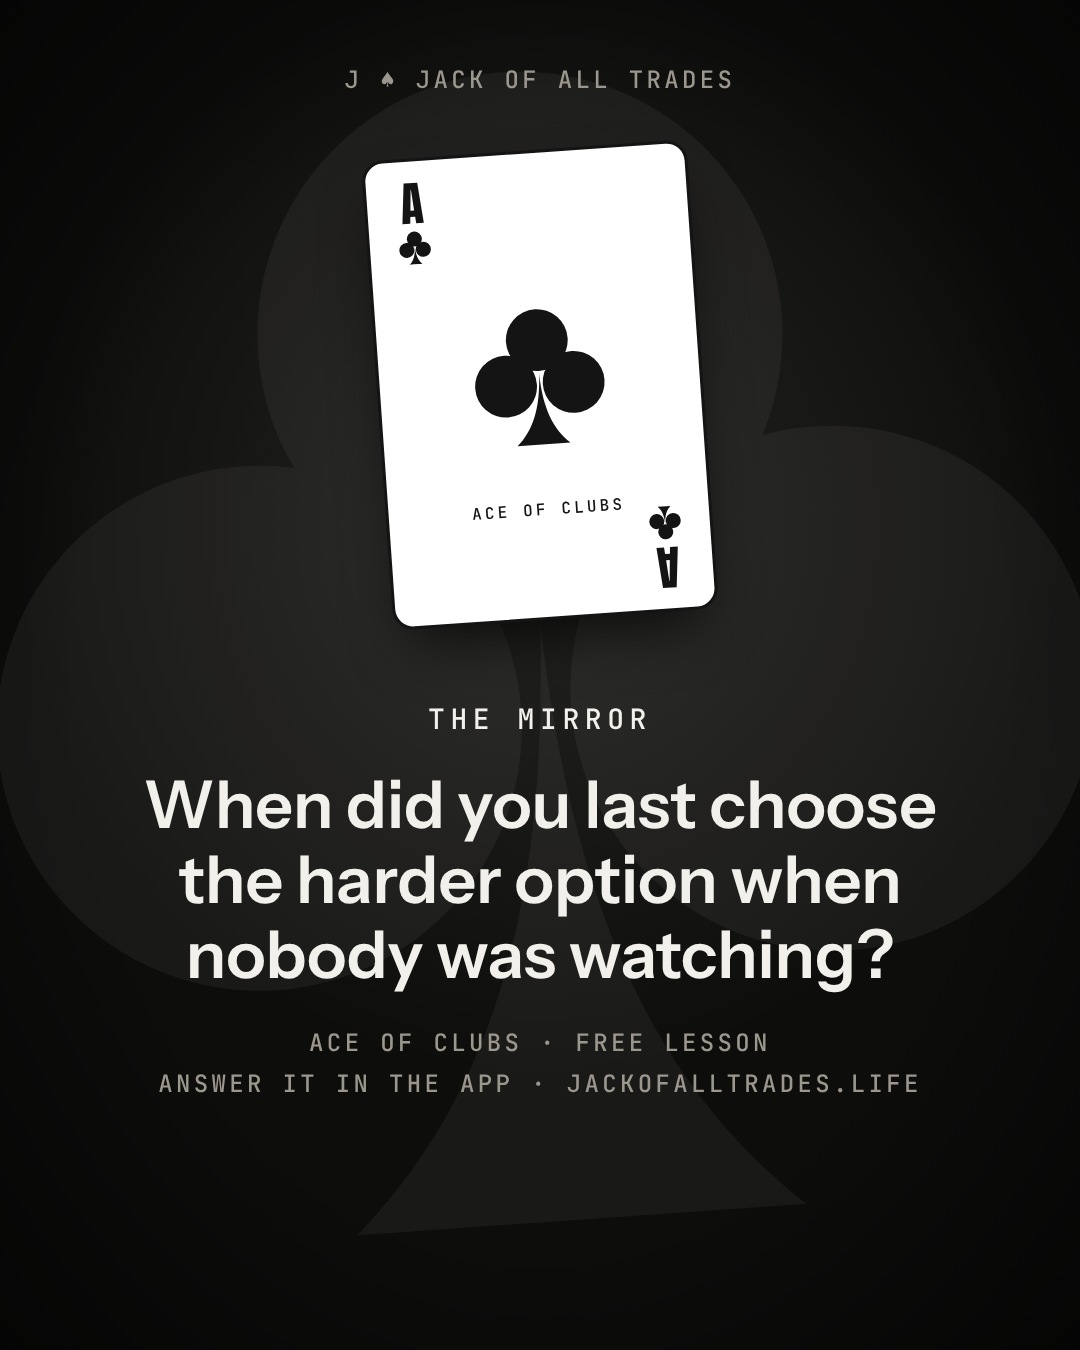 J ♠ JACK OF ALL TRADES
A
♣
♣
ACE OF CLUBS
♣
A
THE MIRROR
When did you last choose
the harder option when
nobody was watching?
ACE OF CLUBS · FREE LESSON
ANSWER IT IN THE APP · JACKOFALLTRADES.LIFE